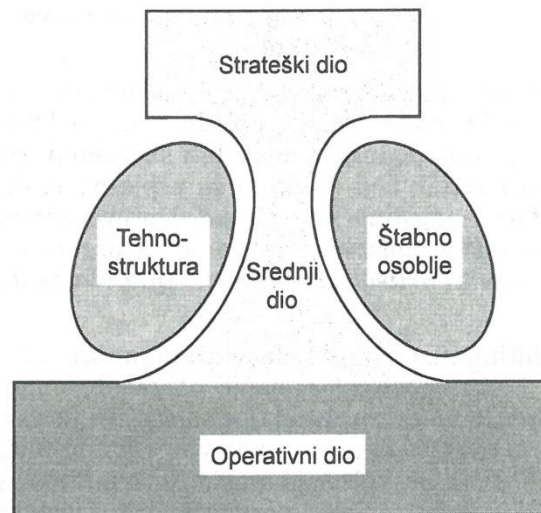 Strateški dio
Tehno-
struktura
Štabno
osoblje
Srednji
dio
Operativni dio